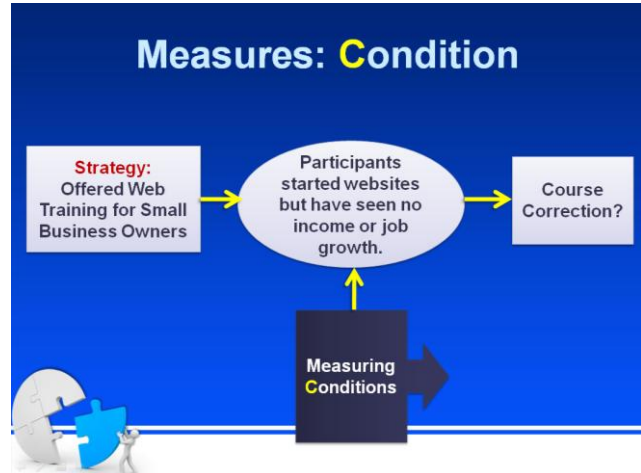 Measures: Condition
Strategy:
Offered Web
Training for Small
Business Owners
Participants
started websites
but have seen no
income or job
growth.
Course
Correction?
Measuring
Conditions